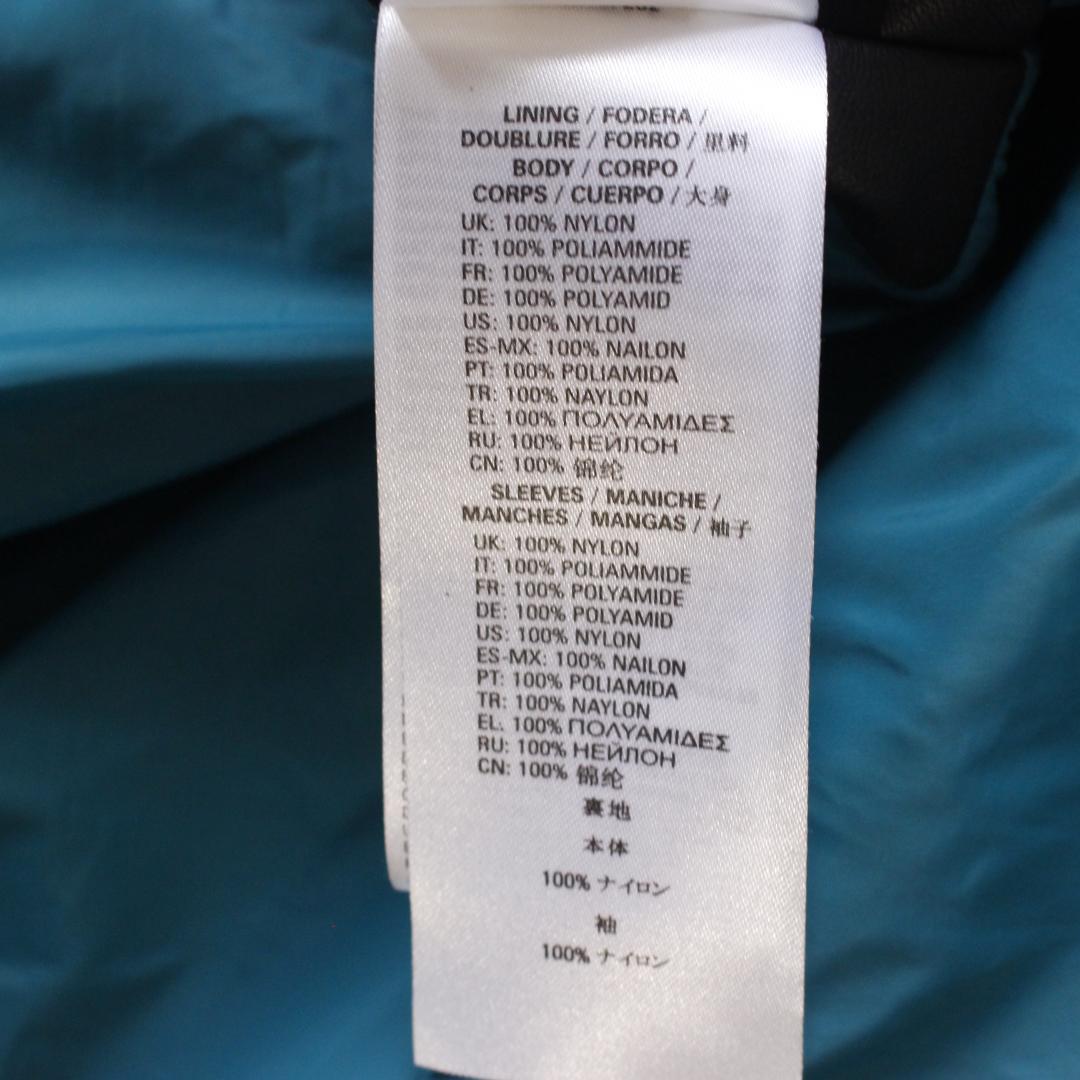 LINING / FODERA /
DOUBLURE / FORRO / 里料
BODY / CORPO /
CORPS / CUERPO / 大身
UK: 100% NYLON
IT: 100% POLIAMMIDE
FR: 100% POLYAMIDE
DE: 100% POLYAMID
US: 100% NYLON
ES-MX: 100% NAILON
PT: 100% POLIAMIDA
TR: 100% NAYLON
EL: 100% ΠΟΛΥΑΜΙΔΕΣ
RU: 100% НЕЙЛОН
CN: 100% 锦纶
SLEEVES / MANICHE /
MANCHES / MANGAS / 袖子
UK: 100% NYLON
IT: 100% POLIAMMIDE
FR: 100% POLYAMIDE
DE: 100% POLYAMID
US: 100% NYLON
ES-MX: 100% NAILON
PT: 100% POLIAMIDA
TR: 100% NAYLON
EL: 100% ΠΟΛΥΑΜΙΔΕΣ
RU: 100% НЕЙЛОН
CN: 100% 锦纶
裏地
本体
100% ナイロン
袖
100% ナイロン